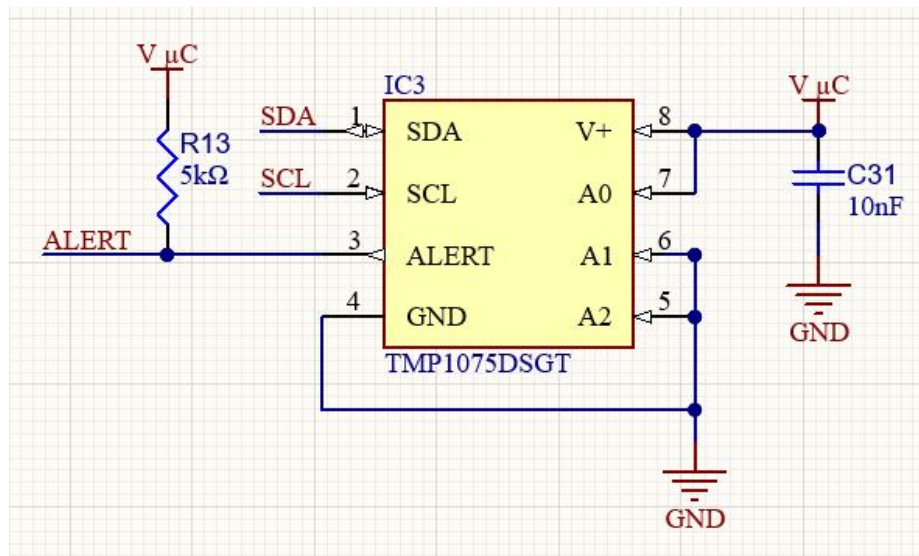 V µC
IC3
V µC
SDA
1
SDA
V+
8
R13
5kΩ
SCL
2
SCL
A0
7
C31
10nF
ALERT
3
ALERT
A1
6
4
GND
A2
5
GND
TMP1075DSGT
GND